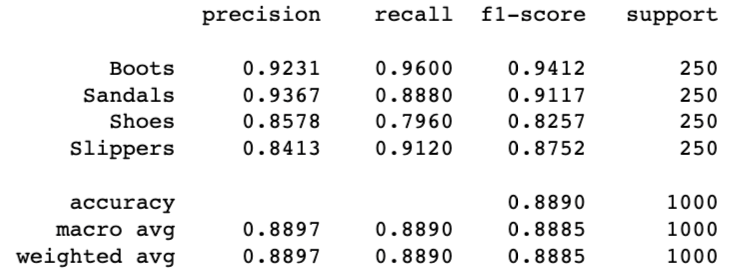 precision recall f1-score support
Boots 0.9231 0.9600 0.9412 250
Sandals 0.9367 0.8880 0.9117 250
Shoes 0.8578 0.7960 0.8257 250
Slippers 0.8413 0.9120 0.8752 250
accuracy 0.8890 1000
macro avg 0.8897 0.8890 0.8885 1000
weighted avg 0.8897 0.8890 0.8885 1000